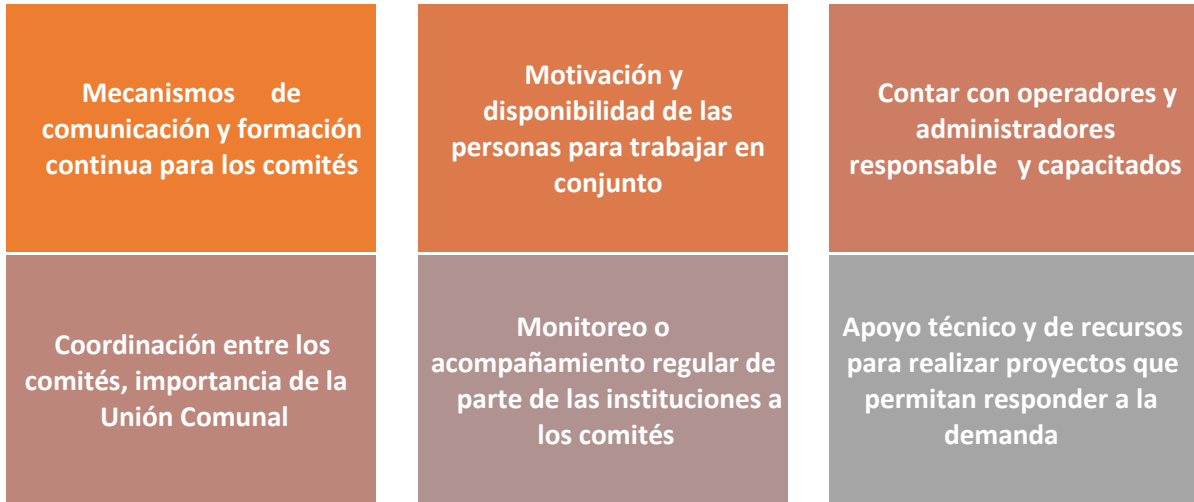 Mecanismos de
comunicación y formación
continua para los comités
Motivación y
disponibilidad de las
personas para trabajar en
conjunto
Contar con operadores y
administradores
responsable y capacitados
Coordinación entre los
comités, importancia de la
Unión Comunal
Monitoreo o
acompañamiento regular de
parte de las instituciones a
los comités
Apoyo técnico y de recursos
para realizar proyectos que
permitan responder a la
demanda